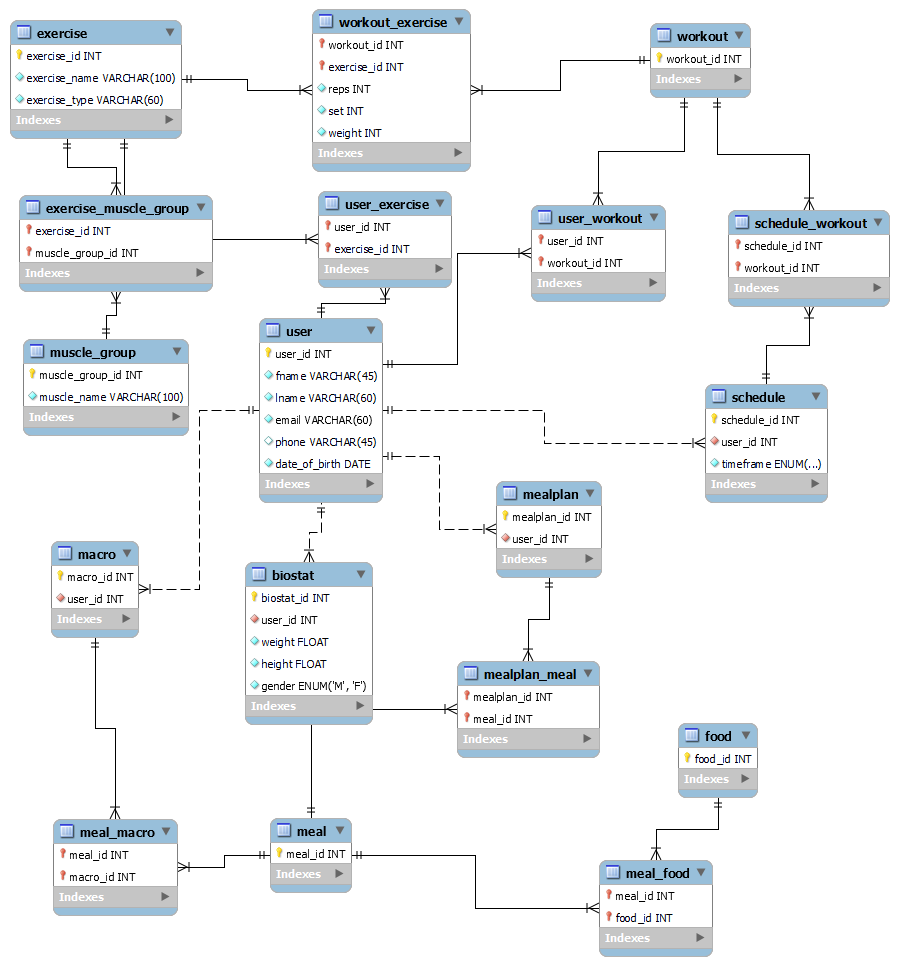 exercise
exercise_id INT
exercise_name VARCHAR(100)
exercise_type VARCHAR(60)
Indexes
workout_exercise
workout_id INT
exercise_id INT
reps INT
set INT
weight INT
Indexes
workout
workout_id INT
Indexes
exercise_muscle_group
exercise_id INT
muscle_group_id INT
Indexes
user_exercise
user_id INT
exercise_id INT
Indexes
user_workout
user_id INT
workout_id INT
Indexes
schedule_workout
schedule_id INT
workout_id INT
Indexes
muscle_group
muscle_group_id INT
muscle_name VARCHAR(100)
Indexes
user
user_id INT
fname VARCHAR(45)
lname VARCHAR(60)
email VARCHAR(60)
phone VARCHAR(45)
date_of_birth DATE
Indexes
schedule
schedule_id INT
user_id INT
timeframe ENUM(...)
Indexes
mealplan
mealplan_id INT
user_id INT
Indexes
macro
macro_id INT
user_id INT
Indexes
biostat
biostat_id INT
user_id INT
weight FLOAT
height FLOAT
gender ENUM('M', 'F')
Indexes
mealplan_meal
mealplan_id INT
meal_id INT
Indexes
food
food_id INT
Indexes
meal_macro
meal_id INT
macro_id INT
Indexes
meal
meal_id INT
Indexes
meal_food
meal_id INT
food_id INT
Indexes